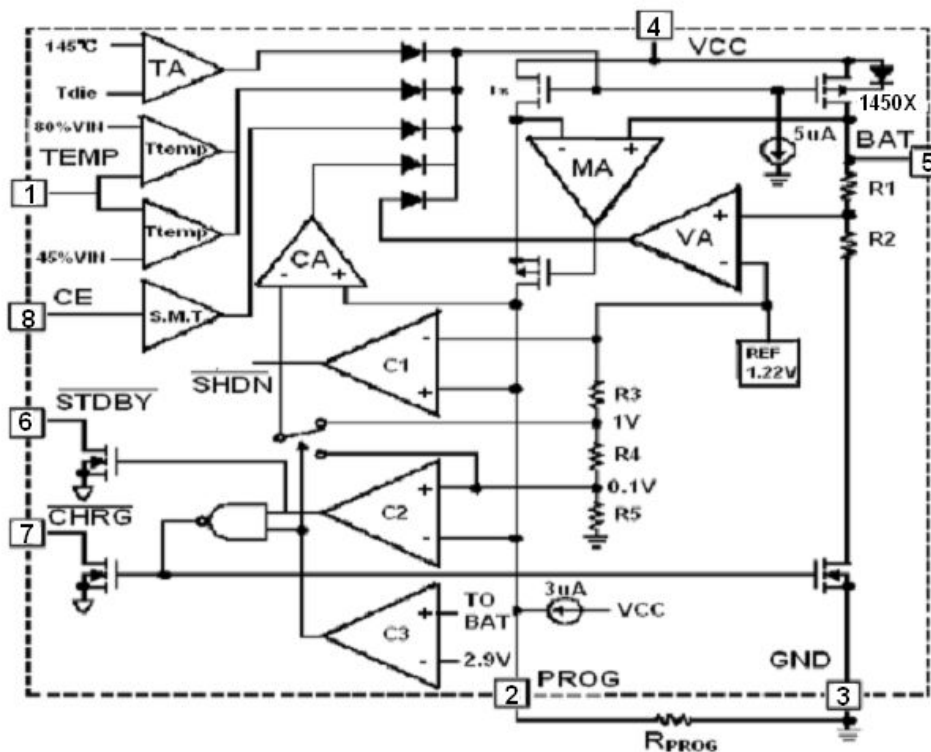 4
145℃
TA
VCC
Tdie
1X
1450X
80%VIN
TEMP
Ttemp
5uA
BAT
5
- +
MA
1
R1
Ttemp
+
VA
-
R2
45%VIN
CA
- +
CE
8
S.M.T
REF
1.22V
-
C1
+
SHDN
R3
STDBY
1V
6
R4
+
0.1V
CHRG
C2
R5
7
-
3uA
VCC
+
TO
BAT
C3
-
2.9V
GND
2
PROG
3
RPROG